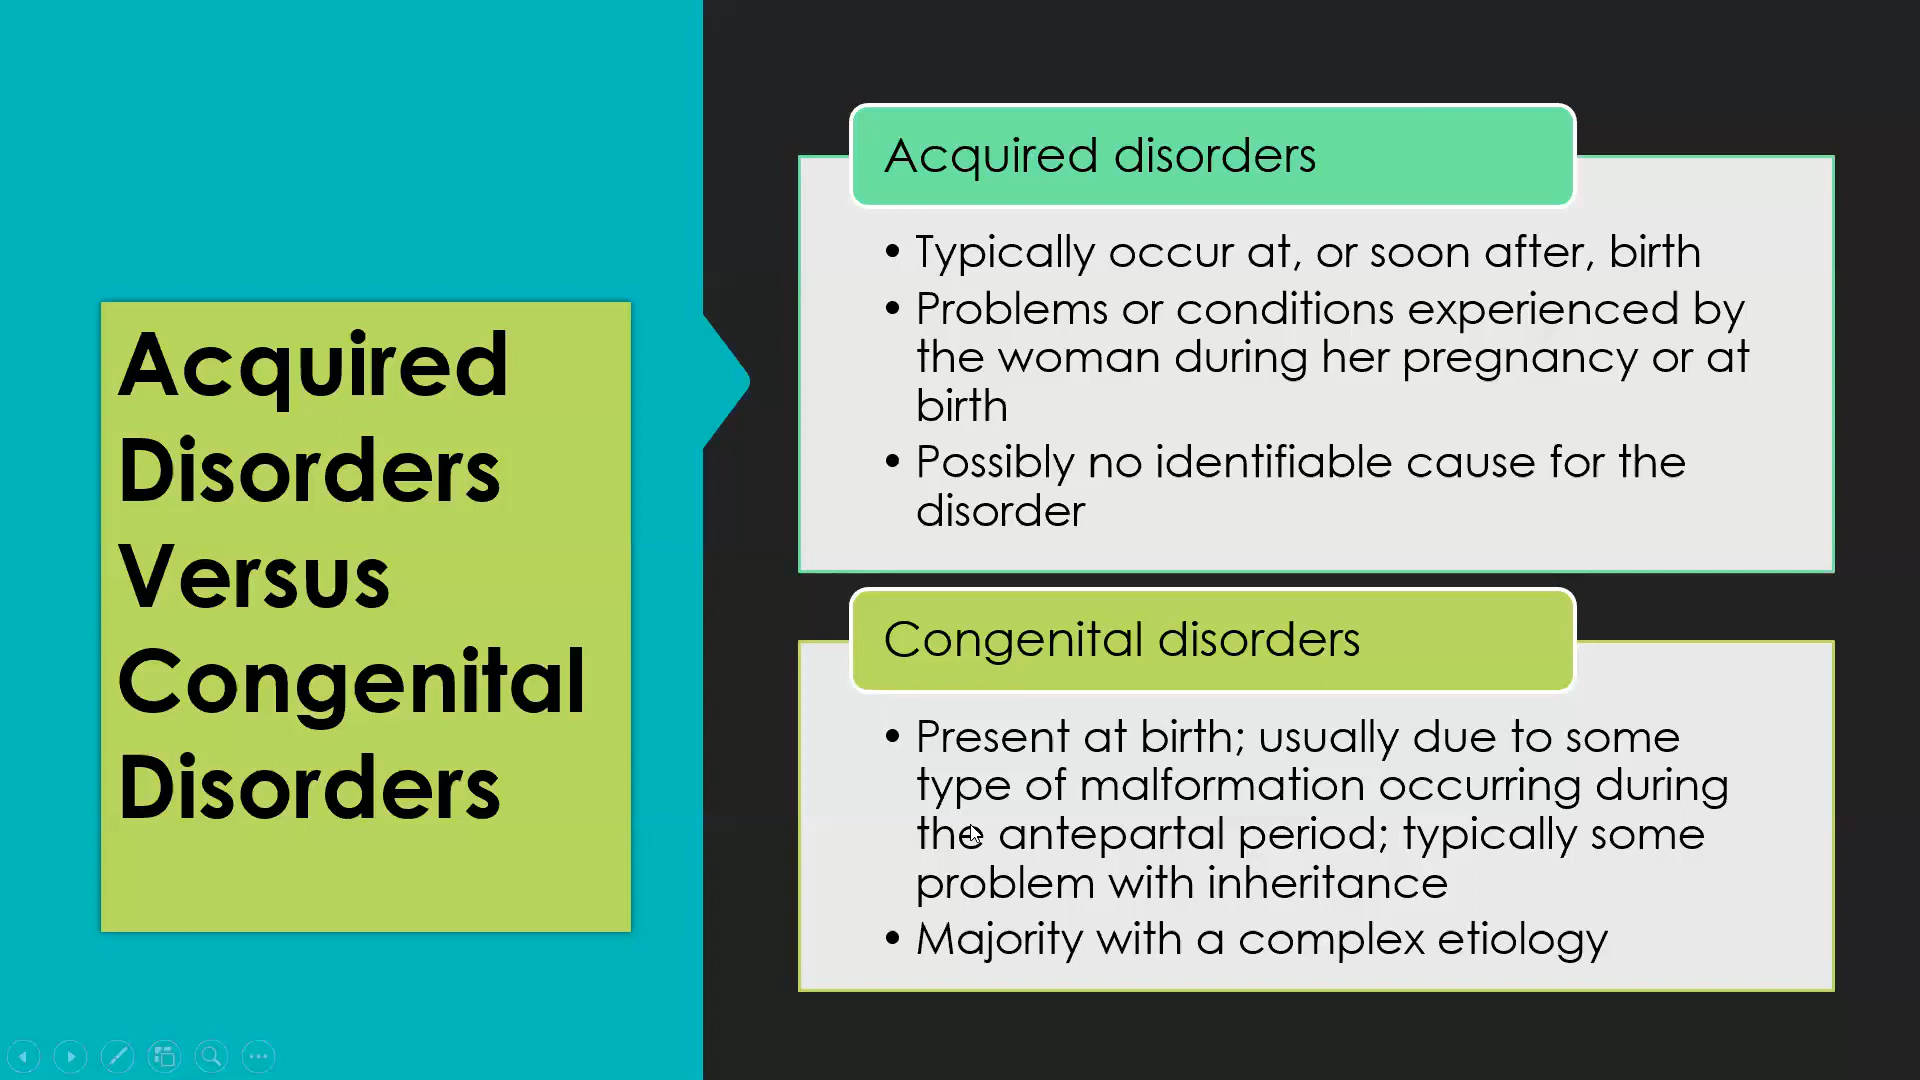 Acquired
Disorders
Versus
Congenital
Disorders
Acquired disorders
• Typically occur at, or soon after, birth
• Problems or conditions experienced by
the woman during her pregnancy or at
birth
• Possibly no identifiable cause for the
disorder
Congenital disorders
• Present at birth; usually due to some
type of malformation occurring during
the antepartal period; typically some
problem with inheritance
• Majority with a complex etiology